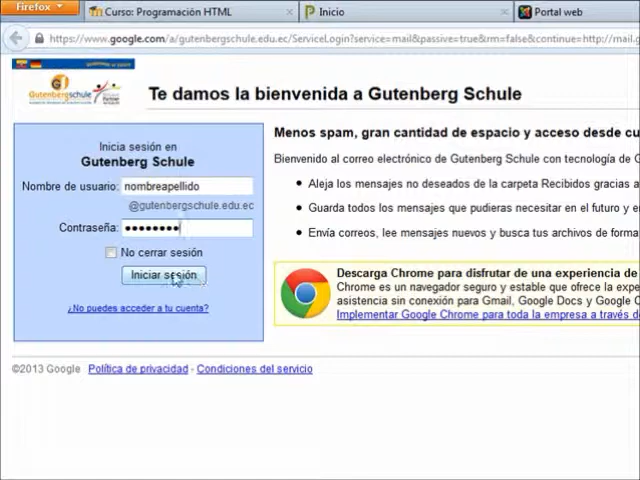 Firefox
Curso: Programación HTML
Inicio
Portal web
https://www.google.com/a/gutenbergschule.edu.ec/ServiceLogin?service=mail&passive=true&rm=false&continue=http://mail.g
Gutenbergschule
Te damos la bienvenida a Gutenberg Schule
Inicia sesión en
Gutenberg Schule
Nombre de usuario: nombreapellido
@gutenbergschule.edu.ec
Contraseña: ••••••••
No cerrar sesión
Iniciar sesión
¿No puedes acceder a tu cuenta?
Menos spam, gran cantidad de espacio y acceso desde cu
Bienvenido al correo electrónico de Gutenberg Schule con tecnología de G
Aleja los mensajes no deseados de la carpeta Recibidos gracias a
Guarda todos los mensajes que pudieras necesitar en el futuro y en
Envía correos, lee mensajes nuevos y busca tus archivos de forma
Descarga Chrome para disfrutar de una experiencia de
Chrome es un navegador seguro y estable que ofrece la expe
asistencia sin conexión para Gmail, Google Docs y Google C
Implementar Google Chrome para toda la empresa a través de
©2013 Google Política de privacidad - Condiciones del servicio